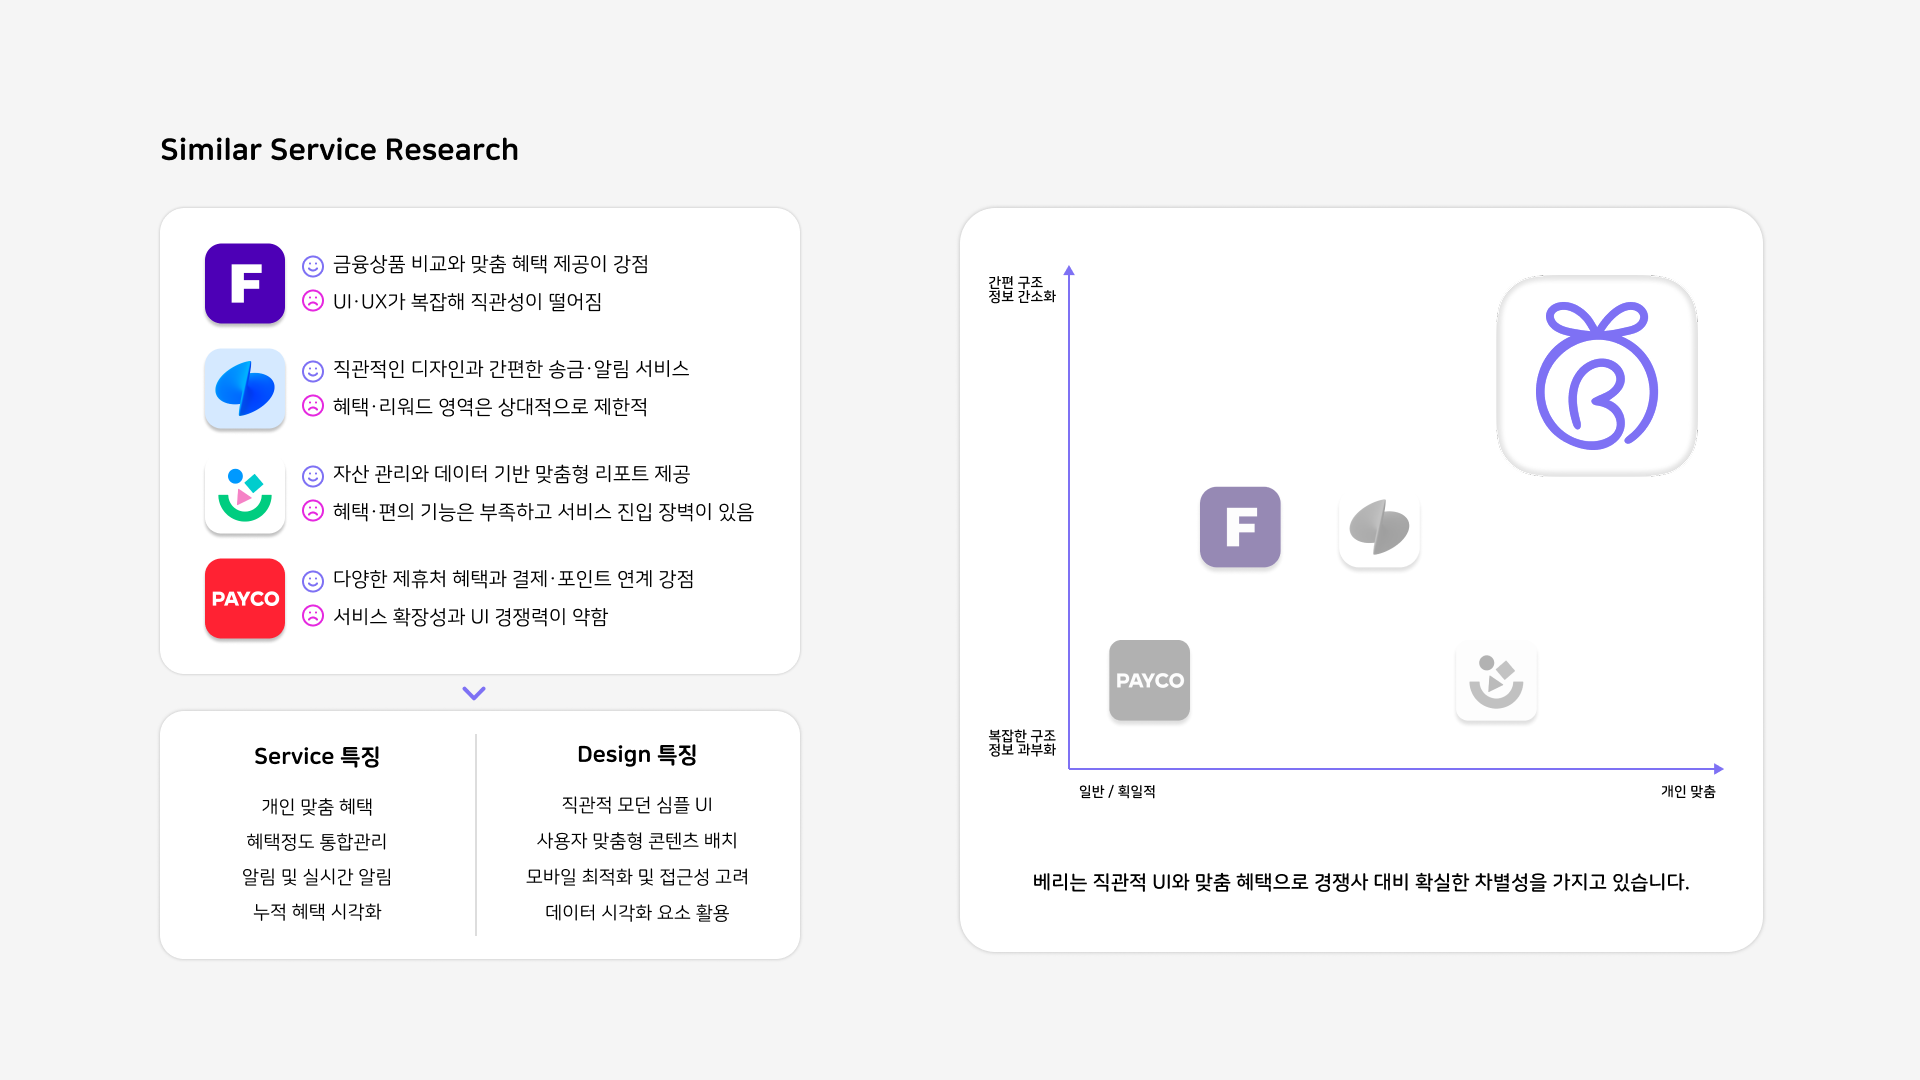 Similar Service Research
F
금융상품 비교와 맞춤 혜택 제공이 강점
UI·UX가 복잡해 직관성이 떨어짐
직관적인 디자인과 간편한 송금·알림 서비스
혜택·리워드 영역은 상대적으로 제한적
자산 관리와 데이터 기반 맞춤형 리포트 제공
혜택·편의 기능은 부족하고 서비스 진입 장벽이 있음
PAYCO
다양한 제휴처 혜택과 결제·포인트 연계 강점
서비스 확장성과 UI 경쟁력이 약함
Service 특징
개인 맞춤 혜택
혜택정도 통합관리
알림 및 실시간 알림
누적 혜택 시각화
Design 특징
직관적 모던 심플 UI
사용자 맞춤형 콘텐츠 배치
모바일 최적화 및 접근성 고려
데이터 시각화 요소 활용
간편 구조
정보 간소화
F
PAYCO
복잡한 구조
정보 과부화
일반 / 획일적
개인 맞춤
베리는 직관적 UI와 맞춤 혜택으로 경쟁사 대비 확실한 차별성을 가지고 있습니다.